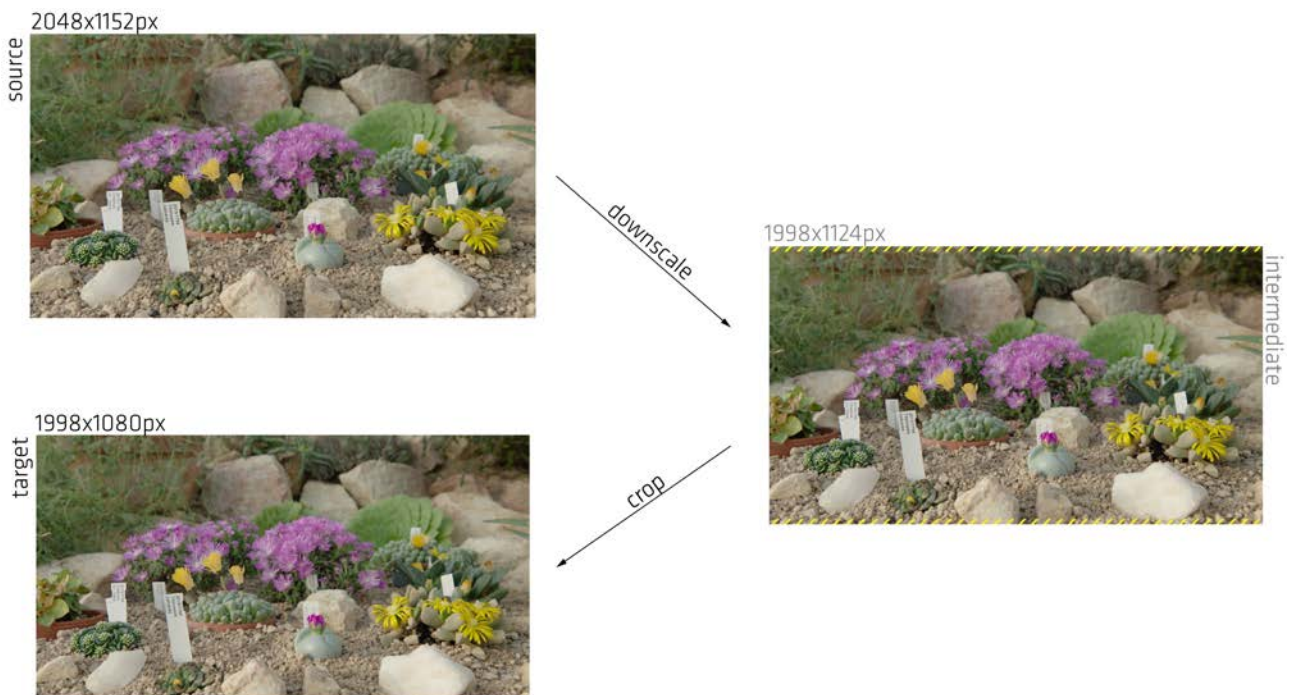 2048x1152px
source
downscale
1998x1124px
intermediate
crop
1998x1080px
target